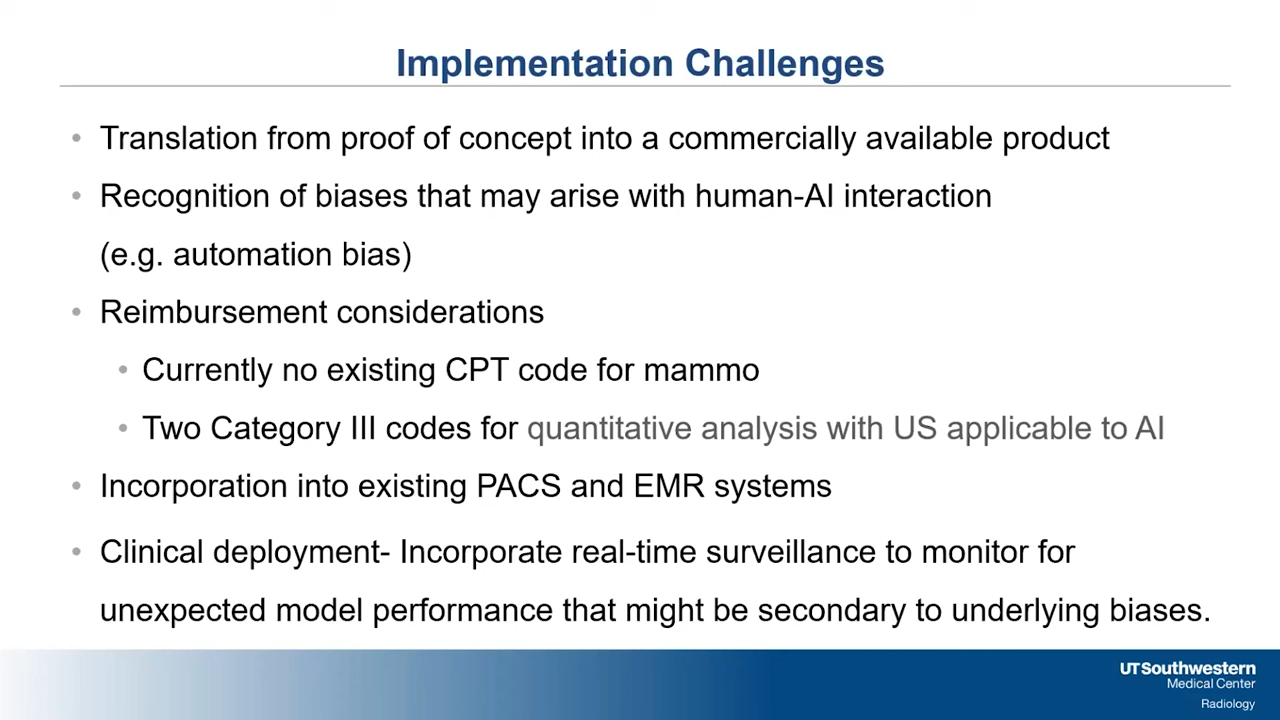 Implementation Challenges
• Translation from proof of concept into a commercially available product
• Recognition of biases that may arise with human-AI interaction
(e.g. automation bias)
• Reimbursement considerations
• Currently no existing CPT code for mammo
• Two Category III codes for quantitative analysis with US applicable to AI
• Incorporation into existing PACS and EMR systems
• Clinical deployment- Incorporate real-time surveillance to monitor for
unexpected model performance that might be secondary to underlying biases.
UTSouthwestern
Medical Center
Radiology